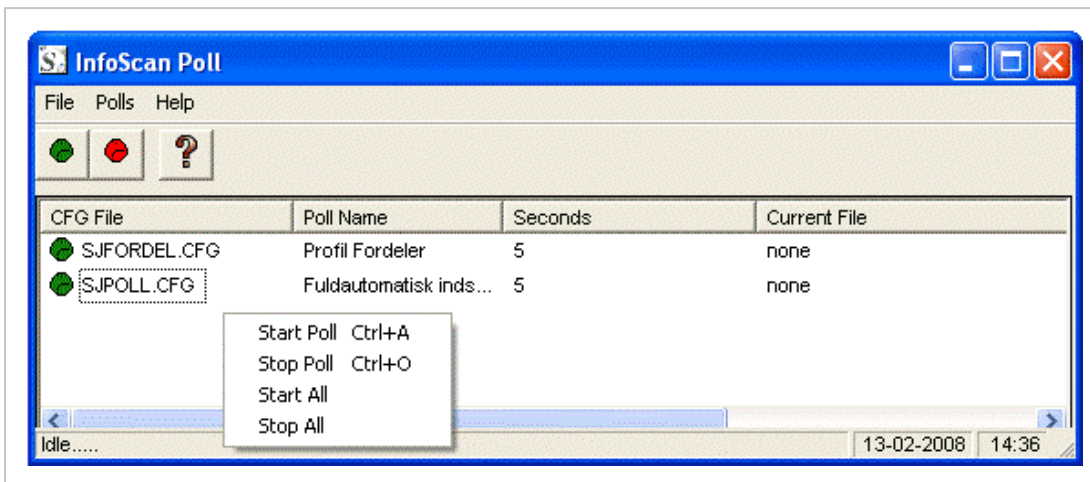 InfoScan Poll
File Polls Help
CFG File Poll Name Seconds Current File
SJFORDEL.CFG Profil Fordeler 5 none
SJPOLL.CFG Fuldautomatisk inds... 5 none
Start Poll Ctrl+A
Stop Poll Ctrl+O
Start All
Stop All
Idle..... 13-02-2008 14:36